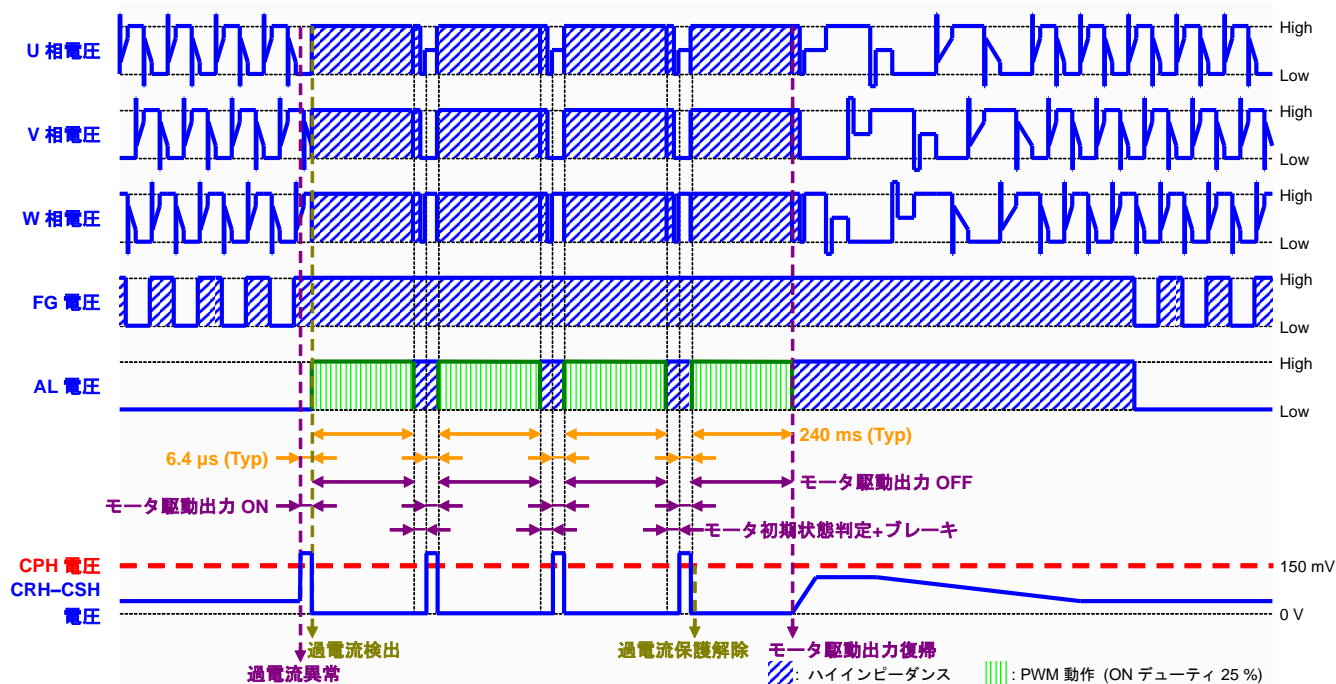 U 相電圧
High
Low
V 相電圧
High
Low
W 相電圧
High
Low
FG 電圧
High
Low
AL 電圧
High
Low
240 ms (Typ)
6.4 µs (Typ)
モータ駆動出力 OFF
モータ駆動出力 ON
モータ初期状態判定+ブレーキ
CPH 電圧
150 mV
CRH–CSH
電圧
0 V
過電流検出
過電流保護解除
モータ駆動出力復帰
過電流異常
: ハイインピーダンス
: PWM 動作 (ON デューティ 25 %)